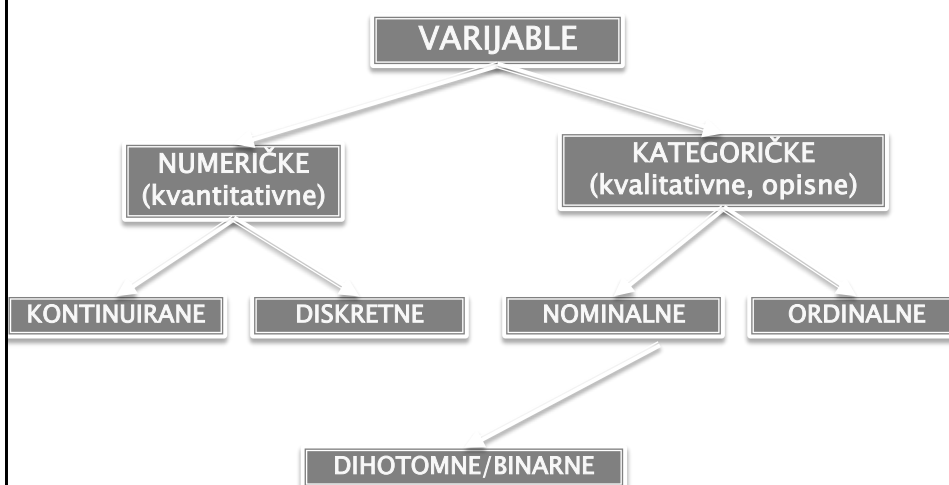 VARIJABLE
NUMERIČKE
(kvantitativne)
KATEGORIČKE
(kvalitativne, opisne)
KONTINUIRANE
DISKRETNE
NOMINALNE
ORDINALNE
DIHOTOMNE/BINARNE